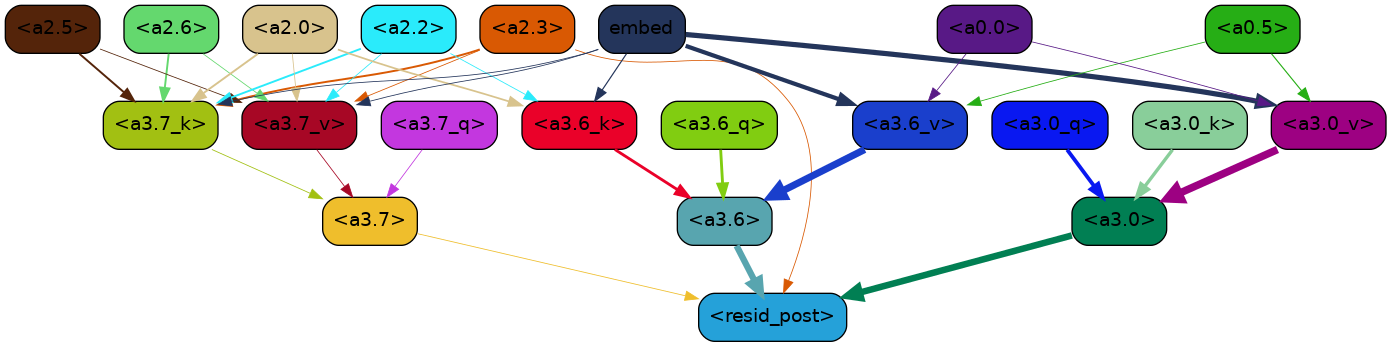 <a2.5> <a2.6> <a2.0> <a2.2> <a2.3> embed <a0.0> <a0.5>
<a3.7_k> <a3.7_v> <a3.7_q> <a3.6_k> <a3.6_q> <a3.6_v> <a3.0_q> <a3.0_k> <a3.0_v>
<a3.7> <a3.6> <a3.0>
<resid_post>